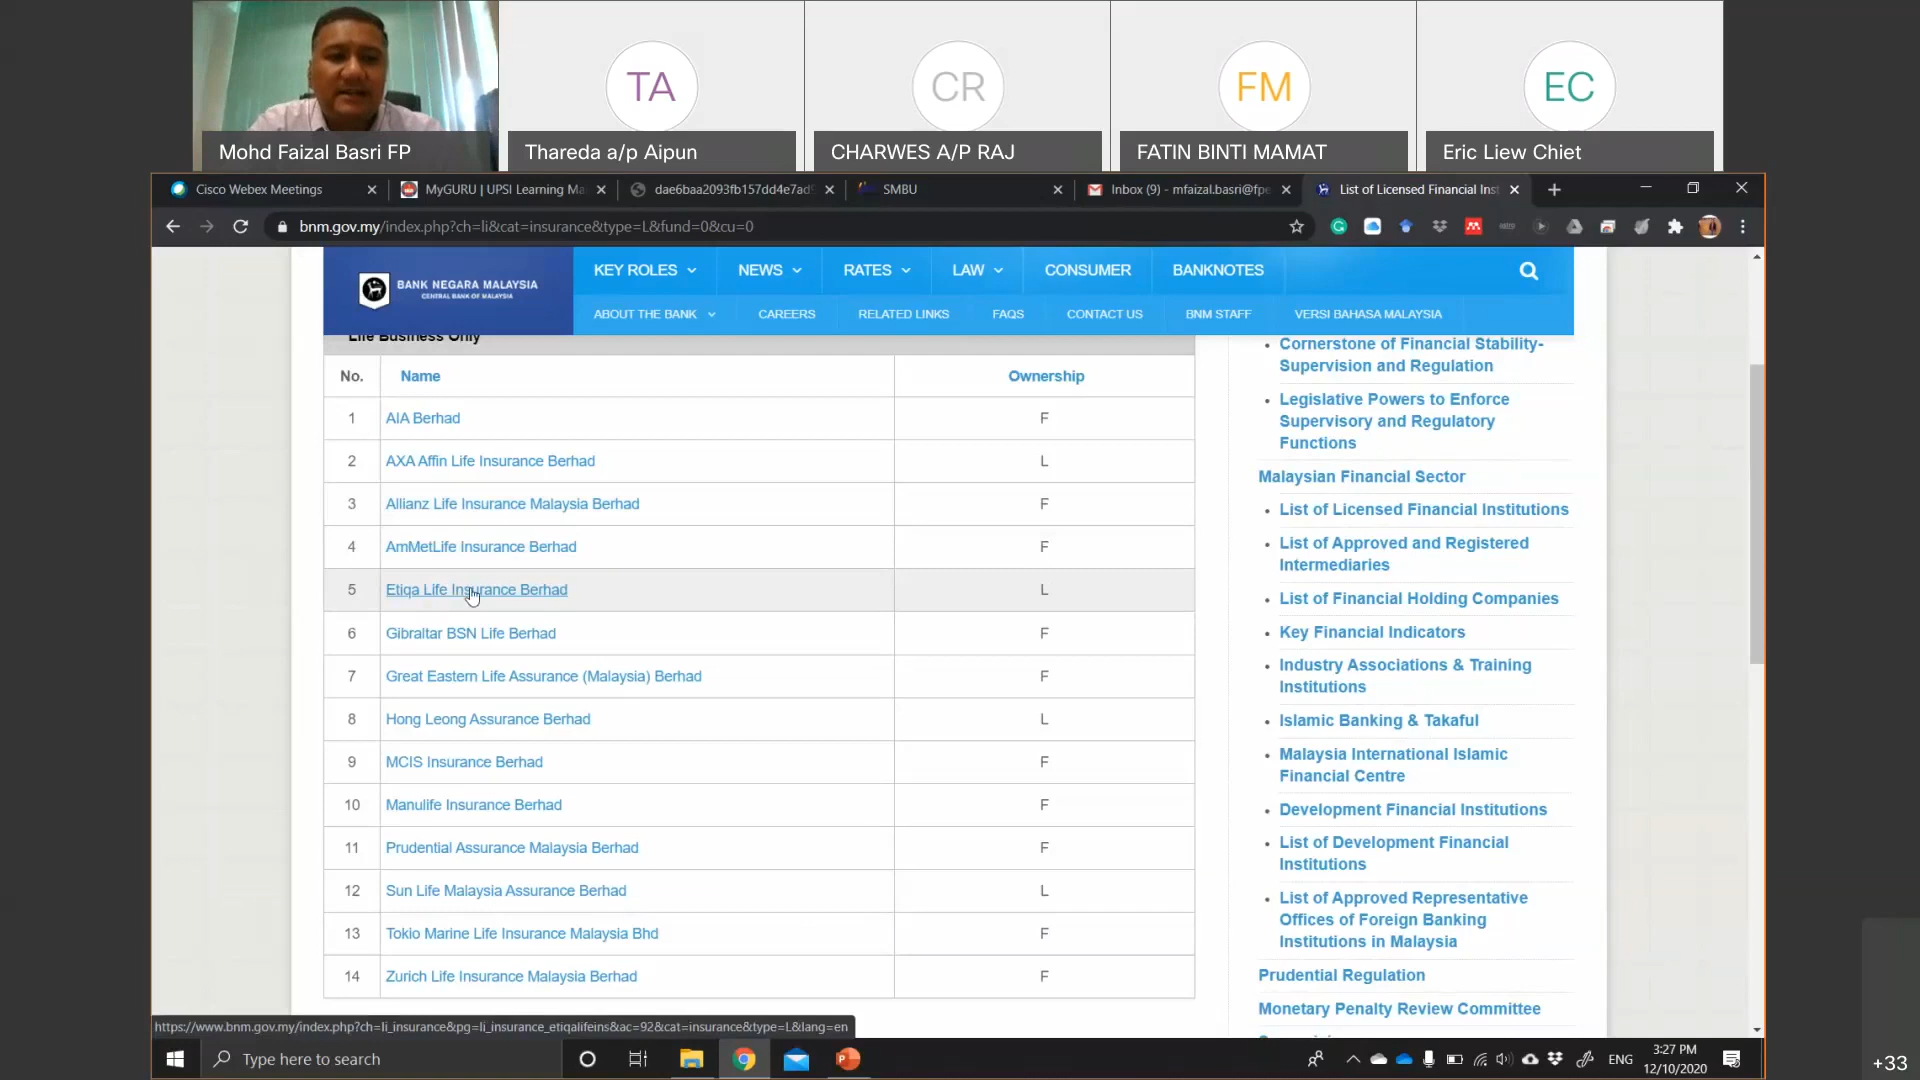 TA
CR
FM
EC
Mohd Faizal Basri FP
Thareda a/p Aipun
CHARWES A/P RAJ
FATIN BINTI MAMAT
Eric Liew Chiet
Cisco Webex Meetings
MyGURU | UPSI Learning Ma
dae6baa2093fb157dd4e7ad9
SMBU
Inbox (9) - mfaizal.basri@fpe
List of Licensed Financial Inst
bnm.gov.my/index.php?ch=li&cat=insurance&type=L&fund=0&cu=0
BANK NEGARA MALAYSIA
CENTRAL BANK OF MALAYSIA
KEY ROLES
NEWS
RATES
LAW
CONSUMER
BANKNOTES
ABOUT THE BANK
CAREERS
RELATED LINKS
FAQS
CONTACT US
BNM STAFF
VERSI BAHASA MALAYSIA
Life Business Only
No. Name Ownership
1 AIA Berhad F
2 AXA Affin Life Insurance Berhad L
3 Allianz Life Insurance Malaysia Berhad F
4 AmMetLife Insurance Berhad F
5 Etiqa Life Insurance Berhad L
6 Gibraltar BSN Life Berhad F
7 Great Eastern Life Assurance (Malaysia) Berhad F
8 Hong Leong Assurance Berhad L
9 MCIS Insurance Berhad F
10 Manulife Insurance Berhad F
11 Prudential Assurance Malaysia Berhad F
12 Sun Life Malaysia Assurance Berhad L
13 Tokio Marine Life Insurance Malaysia Bhd F
14 Zurich Life Insurance Malaysia Berhad F
Cornerstone of Financial Stability-
Supervision and Regulation
Legislative Powers to Enforce
Supervisory and Regulatory
Functions
Malaysian Financial Sector
List of Licensed Financial Institutions
List of Approved and Registered
Intermediaries
List of Financial Holding Companies
Key Financial Indicators
Industry Associations & Training
Institutions
Islamic Banking & Takaful
Malaysia International Islamic
Financial Centre
Development Financial Institutions
List of Development Financial
Institutions
List of Approved Representative
Offices of Foreign Banking
Institutions in Malaysia
Prudential Regulation
Monetary Penalty Review Committee
https://www.bnm.gov.my/index.php?ch=li_insurance&pg=li_insurance_etiqalifeins&ac=92&cat=insurance&type=L&lang=en
Type here to search
ENG
3:27 PM
12/10/2020
+33